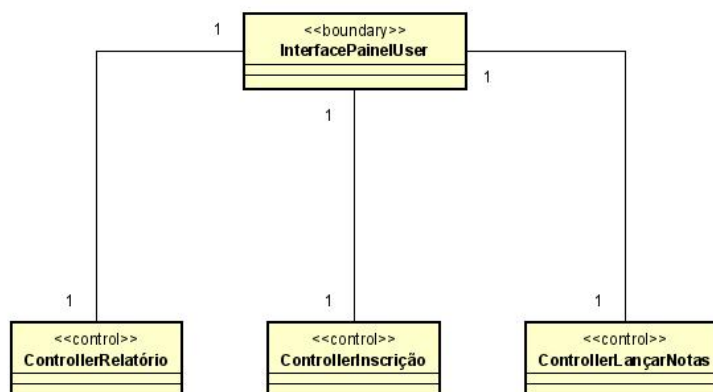 1
<<boundary>>
InterfacePainelUser
1
1
1
1
1
<<control>>
ControllerRelatório
<<control>>
ControllerInscrição
<<control>>
ControllerLançarNotas